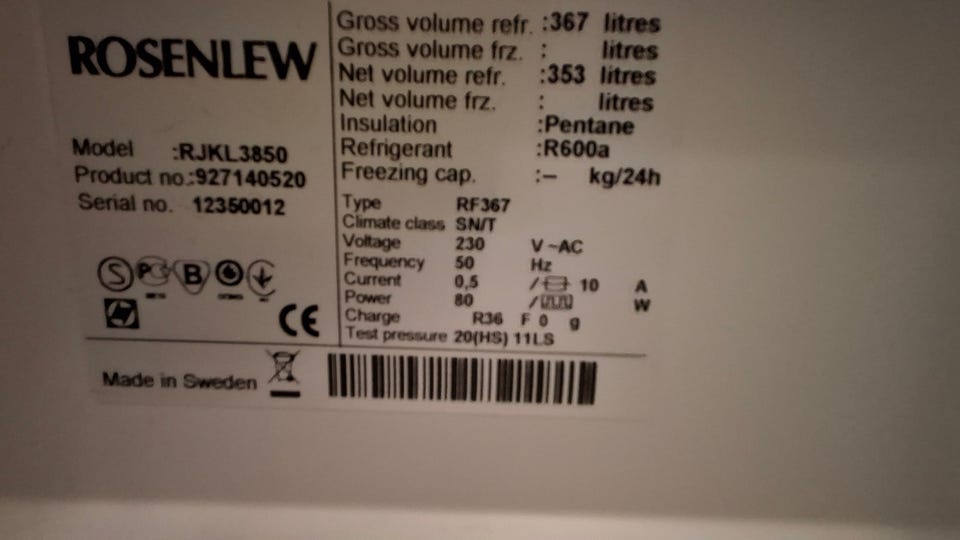 ROSENLEW
Model :RJKL3850
Product no.:927140520
Serial no. 12350012
Gross volume refr. :367 litres
Gross volume frz. : litres
Net volume refr. :353 litres
Net volume frz. : litres
Insulation :Pentane
Refrigerant :R600a
Freezing cap. :– kg/24h
Type RF367
Climate class SN/T
Voltage 230 V ~AC
Frequency 50 Hz
Current 0,5 / 10 A
Power 80 / W
Charge R36 F 0 g
Test pressure 20(HS) 11LS
S B
CE
Made in Sweden